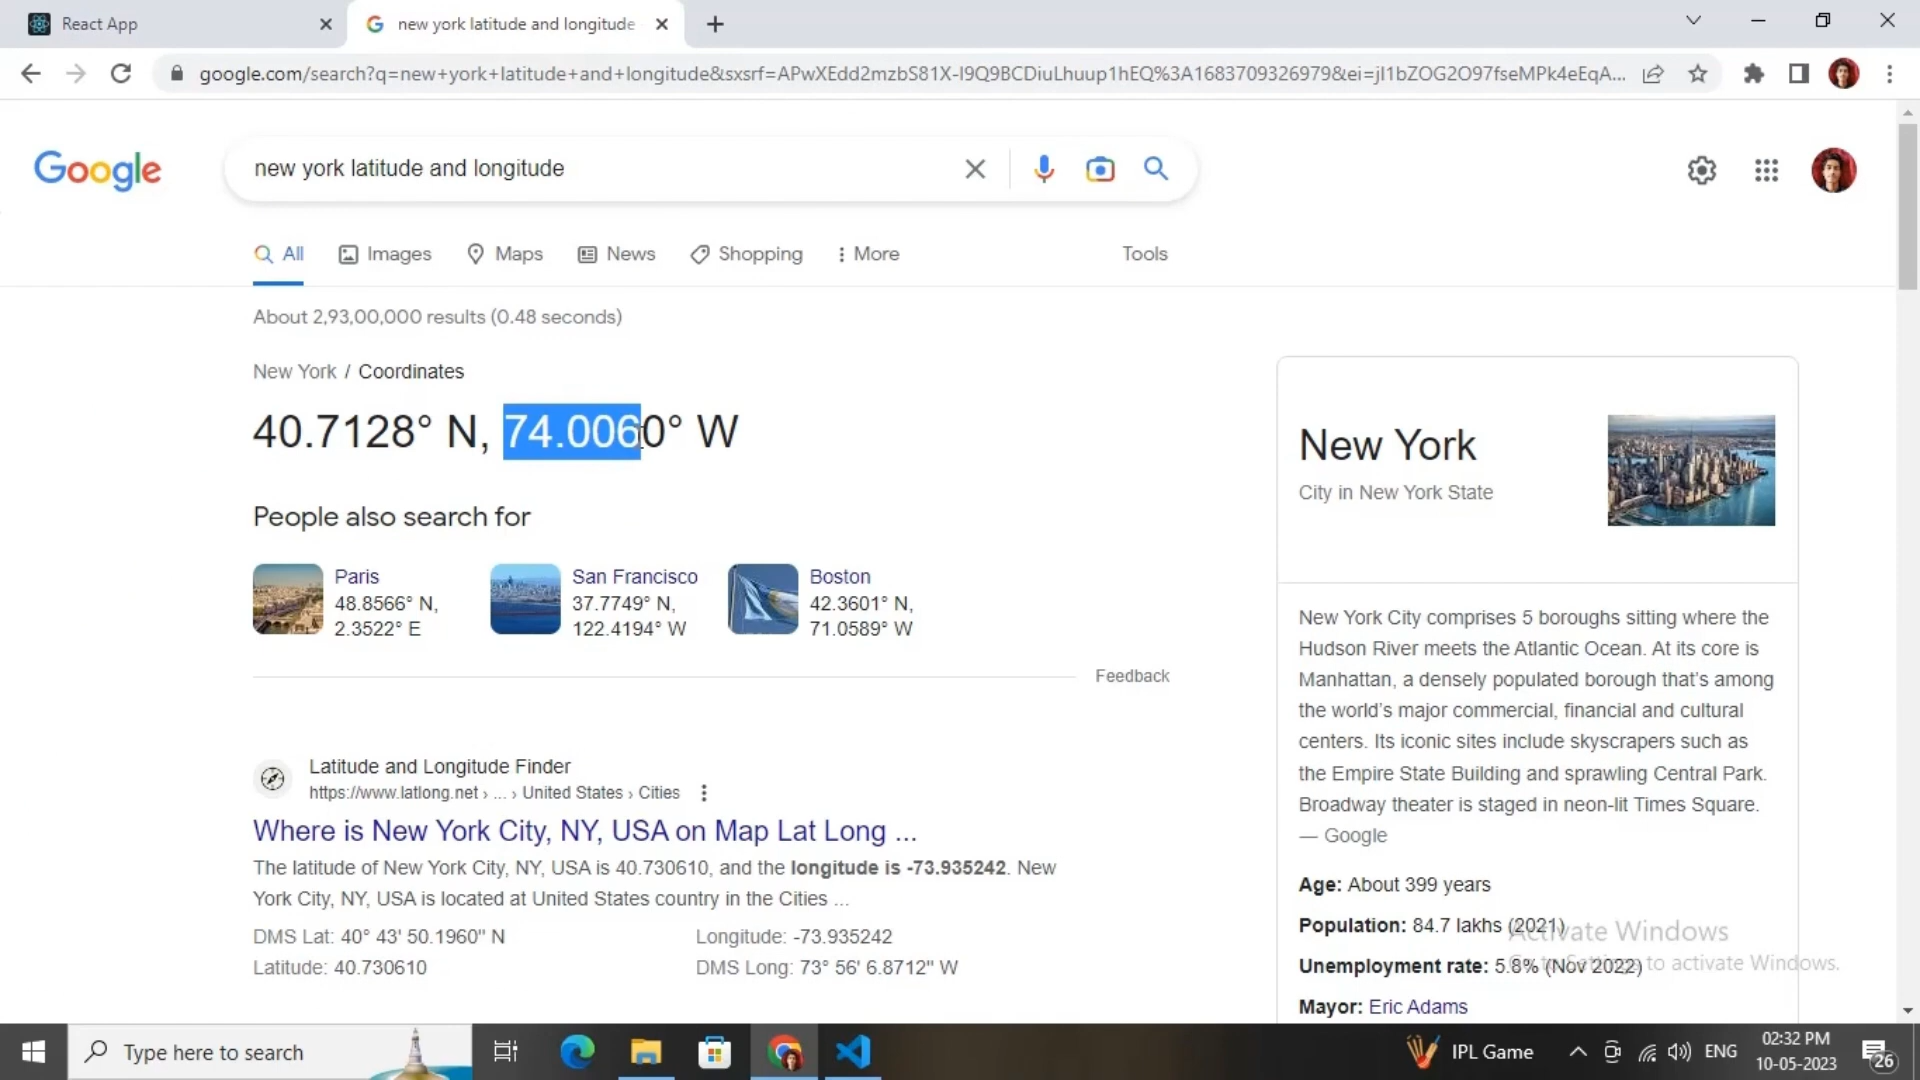 React App
new york latitude and longitude
google.com/search?q=new+york+latitude+and+longitude&sxsrf=APwXEdd2mzbS81X-I9Q9BCDiuLhuup1hEQ%3A1683709326979&ei=jI1bZOG2O97fseMPk4eEqA...
Google
new york latitude and longitude
All
Images
Maps
News
Shopping
More
Tools
About 2,93,00,000 results (0.48 seconds)
New York / Coordinates
40.7128° N, 74.0060° W
People also search for
Paris
48.8566° N,
2.3522° E
San Francisco
37.7749° N,
122.4194° W
Boston
42.3601° N,
71.0589° W
Feedback
Latitude and Longitude Finder
https://www.latlong.net › ... › United States › Cities
Where is New York City, NY, USA on Map Lat Long ...
The latitude of New York City, NY, USA is 40.730610, and the longitude is -73.935242. New
York City, NY, USA is located at United States country in the Cities ...
DMS Lat: 40° 43' 50.1960'' N
Longitude: -73.935242
Latitude: 40.730610
DMS Long: 73° 56' 6.8712'' W
New York
City in New York State
New York City comprises 5 boroughs sitting where the
Hudson River meets the Atlantic Ocean. At its core is
Manhattan, a densely populated borough that's among
the world's major commercial, financial and cultural
centers. Its iconic sites include skyscrapers such as
the Empire State Building and sprawling Central Park.
Broadway theater is staged in neon-lit Times Square.
— Google
Age: About 399 years
Population: 84.7 lakhs (2021)
Unemployment rate: 5.8% (Nov 2022)
Mayor: Eric Adams
Activate Windows
Go to Settings to activate Windows.
Type here to search
IPL Game
ENG
02:32 PM
10-05-2023
26